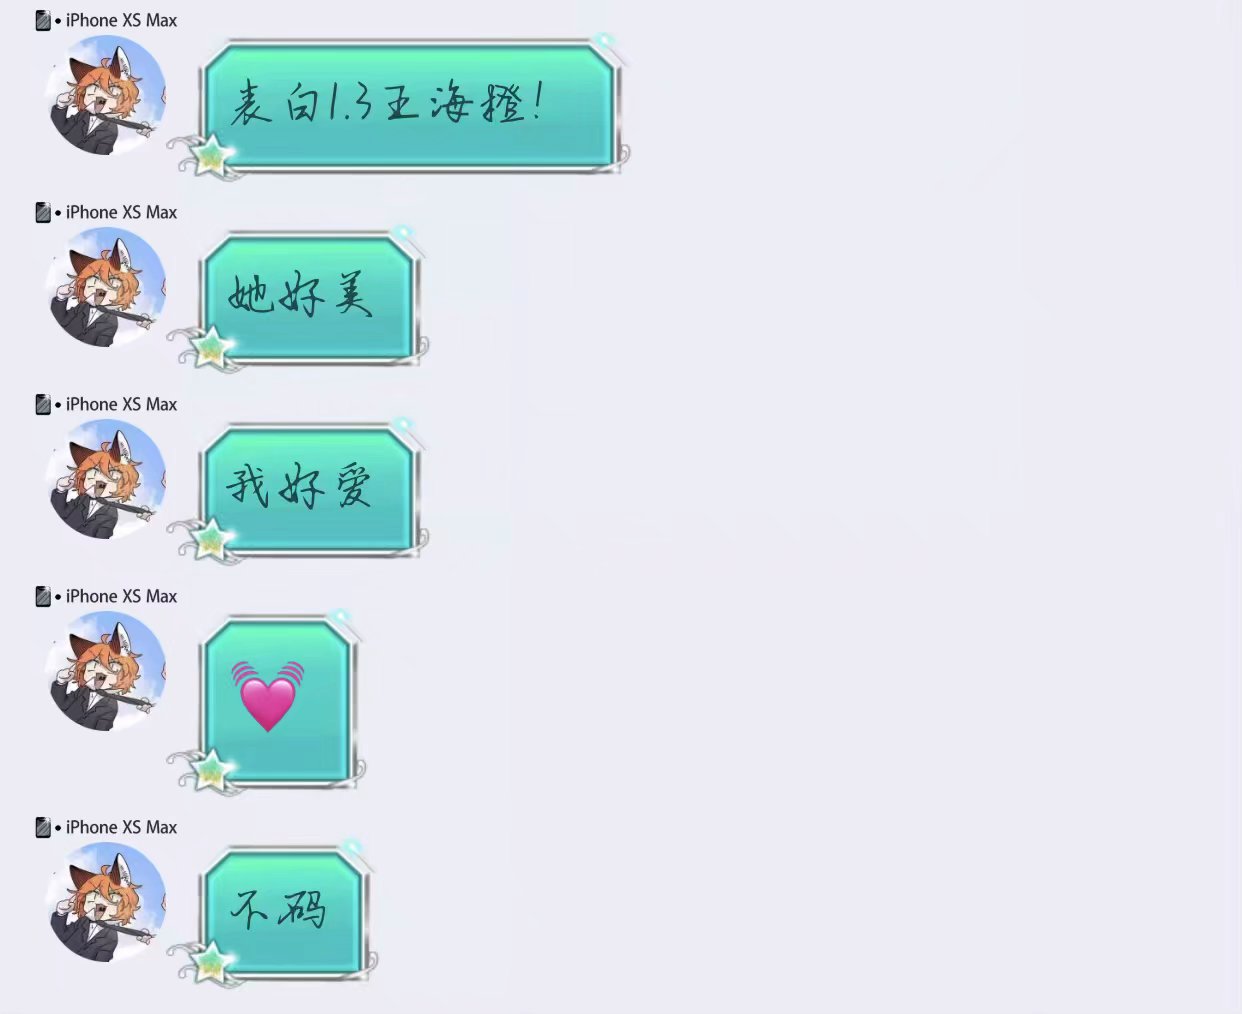 • iPhone XS Max
表白1.3王海橙!
• iPhone XS Max
她好美
• iPhone XS Max
我好爱
• iPhone XS Max
💓
• iPhone XS Max
不码